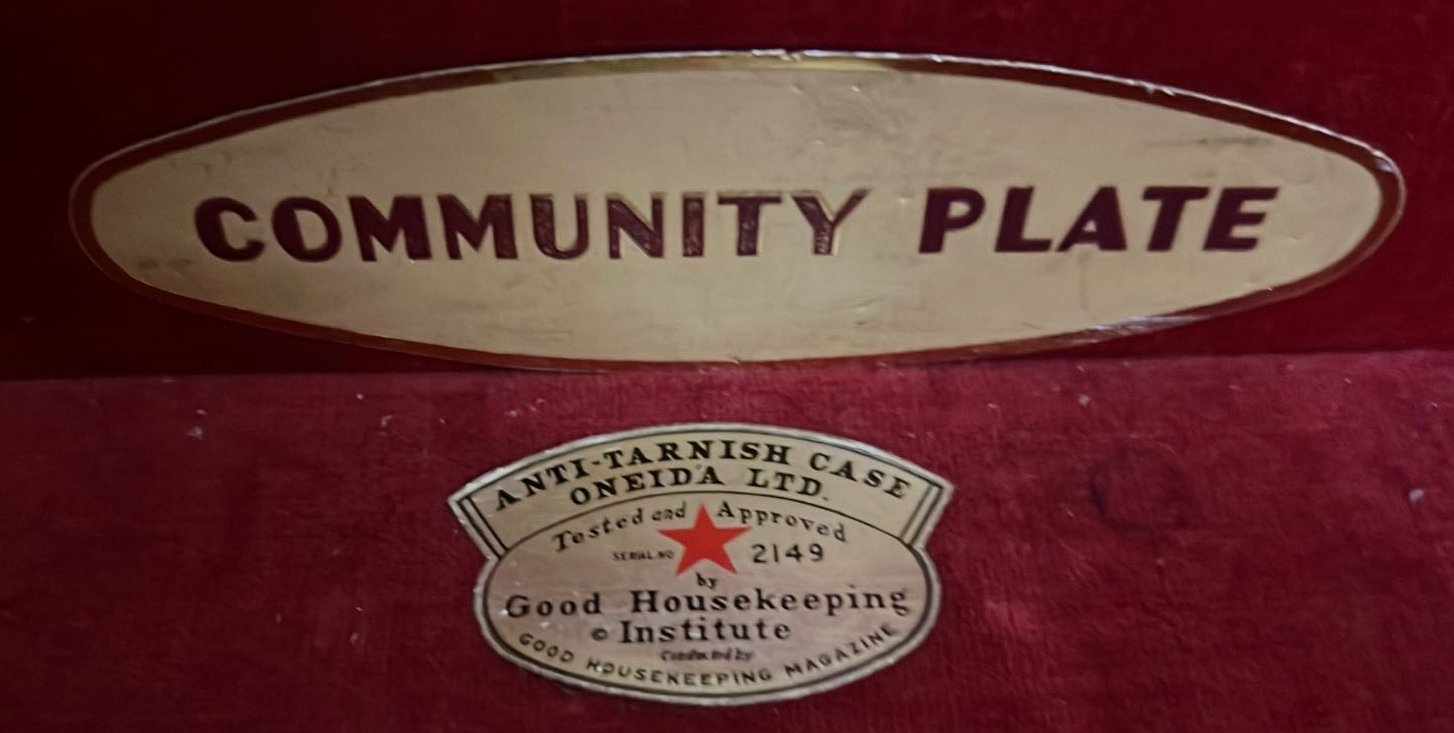 COMMUNITY PLATE
ANTI-TARNISH CASE
ONEIDA LTD.
Tested and Approved
SERIAL NO 2149
by
Good Housekeeping
© Institute
Conducted by
GOOD HOUSEKEEPING MAGAZINE